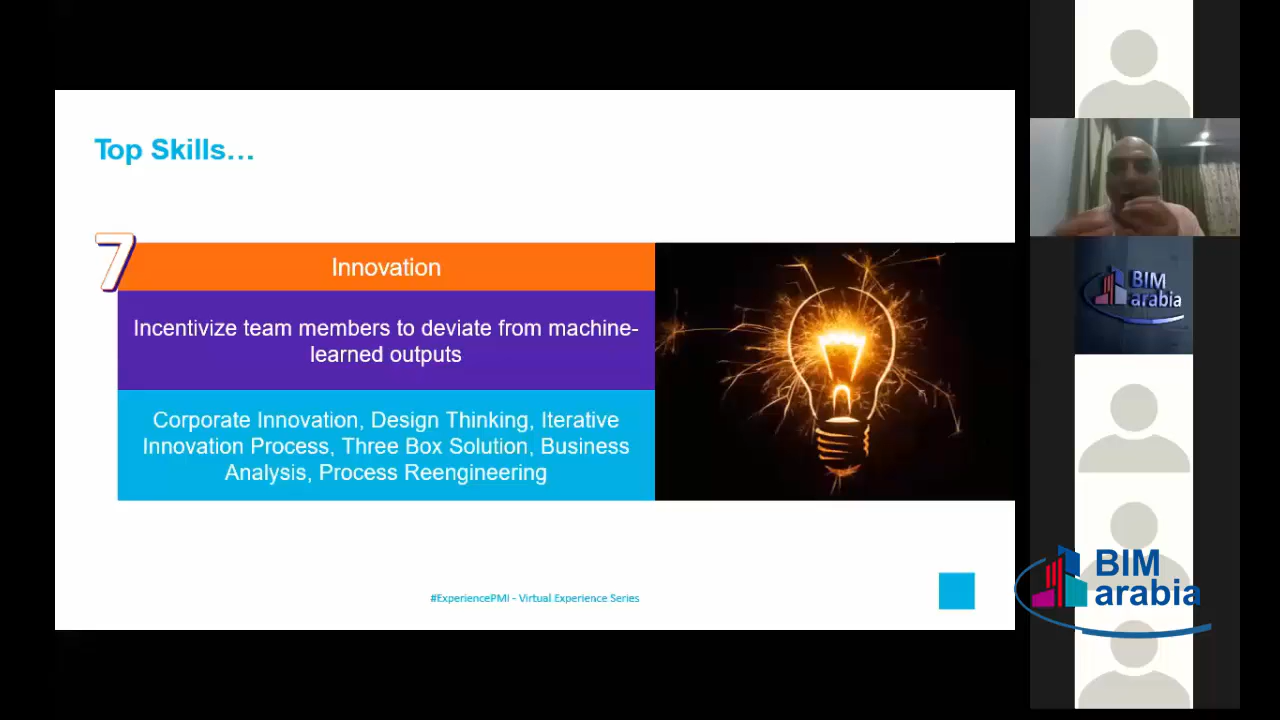 Top Skills…
7
Innovation
Incentivize team members to deviate from machine-
learned outputs
Corporate Innovation, Design Thinking, Iterative
Innovation Process, Three Box Solution, Business
Analysis, Process Reengineering
#ExperiencePMI - Virtual Experience Series
BIM
arabia
BIM
arabia